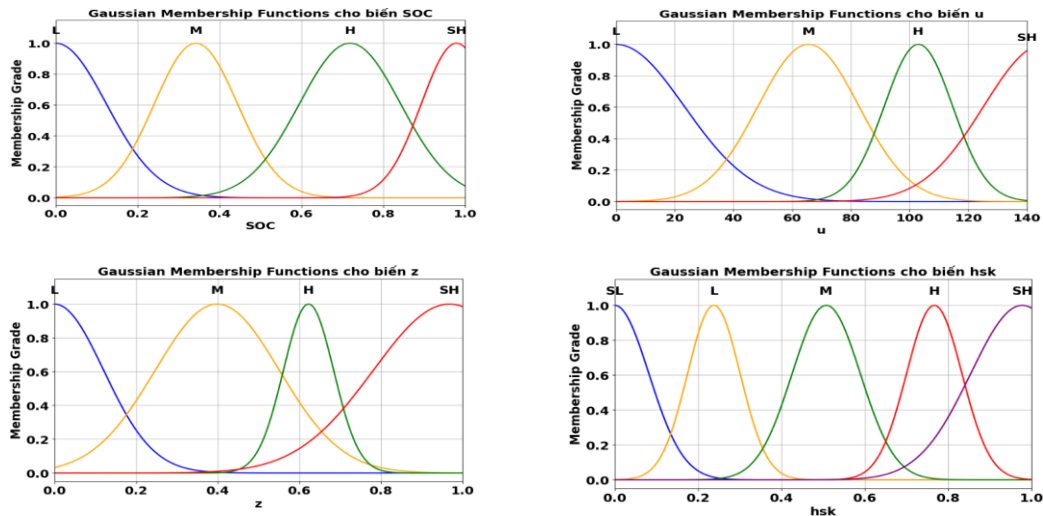 Gaussian Membership Functions cho biến SOC
L M H SH
Membership Grade
1.0
0.8
0.6
0.4
0.2
0.0
0.0 0.2 0.4 0.6 0.8 1.0
SOC
Gaussian Membership Functions cho biến u
L M H SH
Membership Grade
1.0
0.8
0.6
0.4
0.2
0.0
0 20 40 60 80 100 120 140
u
Gaussian Membership Functions cho biến z
L M H SH
Membership Grade
1.0
0.8
0.6
0.4
0.2
0.0
0.0 0.2 0.4 0.6 0.8 1.0
z
Gaussian Membership Functions cho biến hsk
SL L M H SH
Membership Grade
1.0
0.8
0.6
0.4
0.2
0.0
0.0 0.2 0.4 0.6 0.8 1.0
hsk